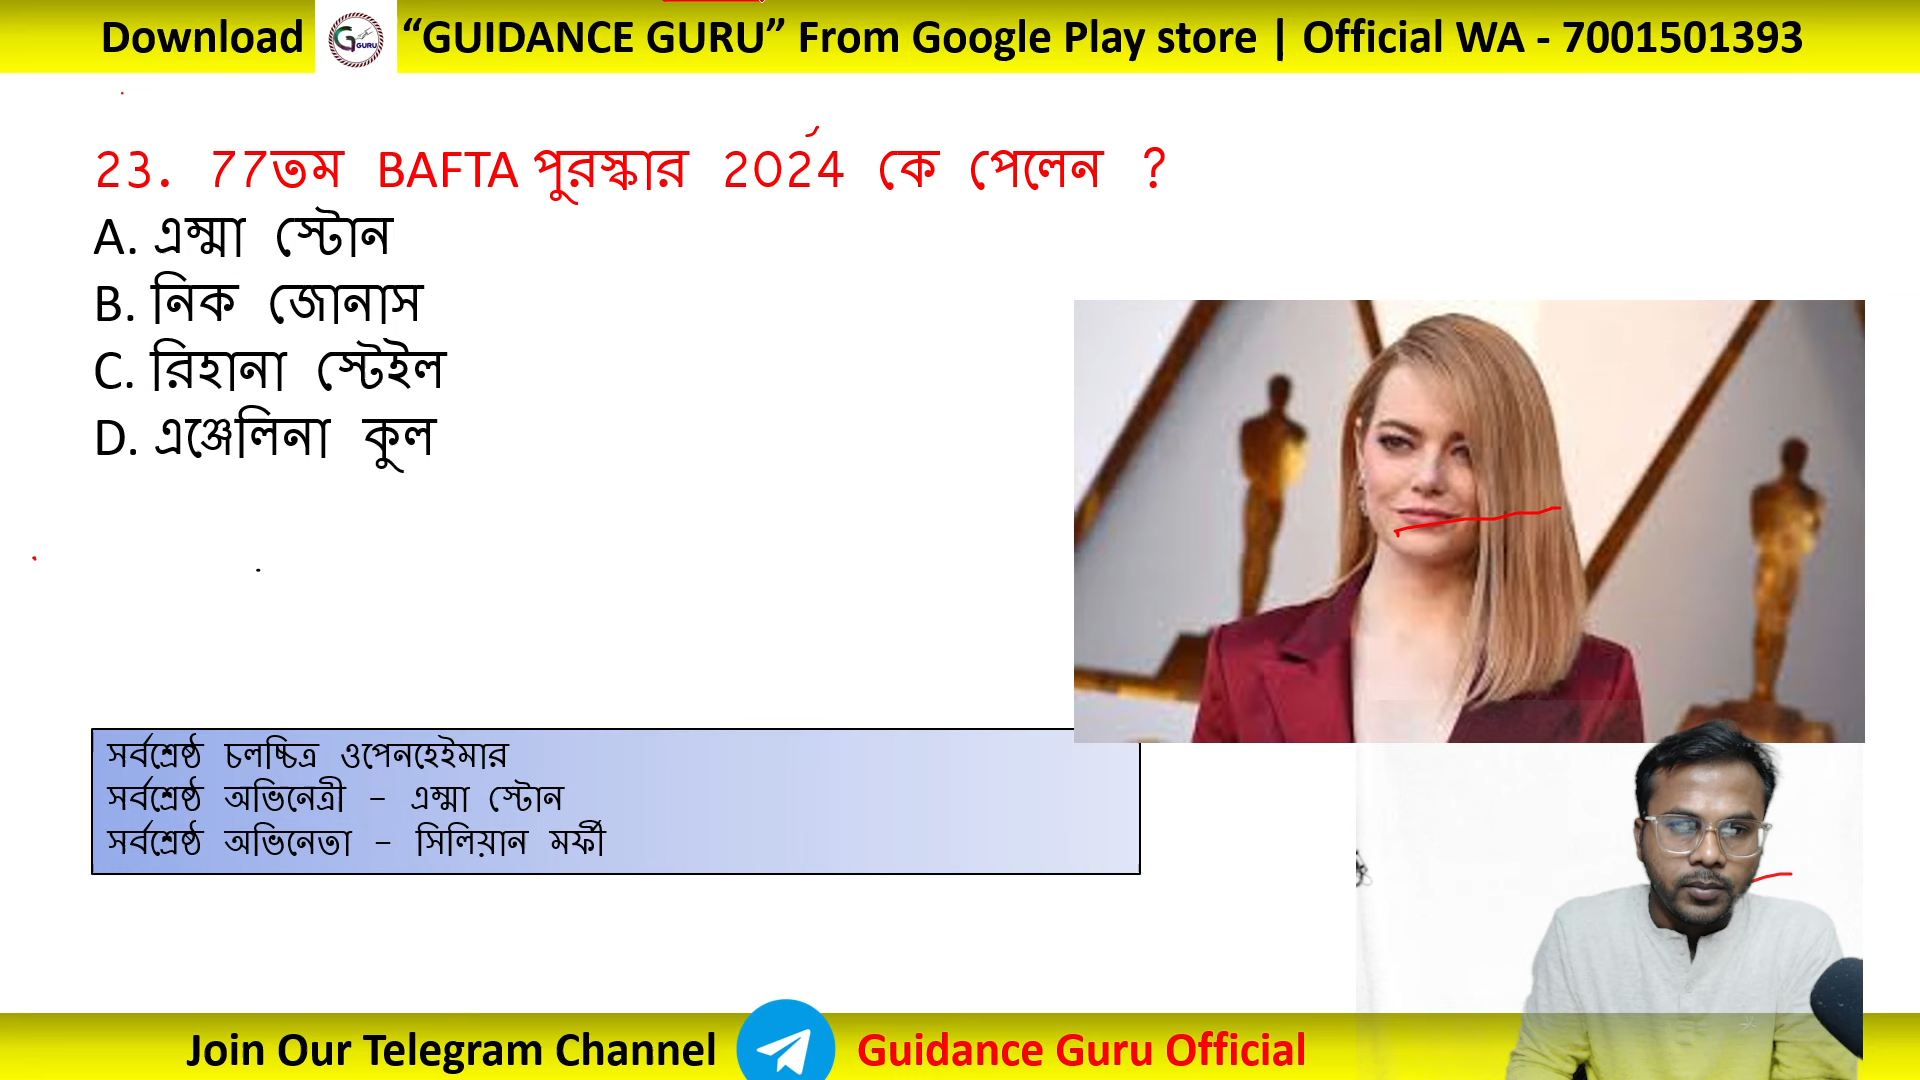 Download GURU “GUIDANCE GURU” From Google Play store | Official WA - 7001501393
23. 77তম BAFTA পুরস্কার 2024 কে পেলেন ?
A. এম্মা স্টোন
B. নিক জোনাস
C. রিহানা স্টেইল
D. এঞ্জেলিনা কুল
সর্বশ্রেষ্ঠ চলচ্চিত্র ওপেনহেইমার
সর্বশ্রেষ্ঠ অভিনেত্রী – এম্মা স্টোন
সর্বশ্রেষ্ঠ অভিনেতা – সিলিয়ান মর্ফী
Join Our Telegram Channel Guidance Guru Official